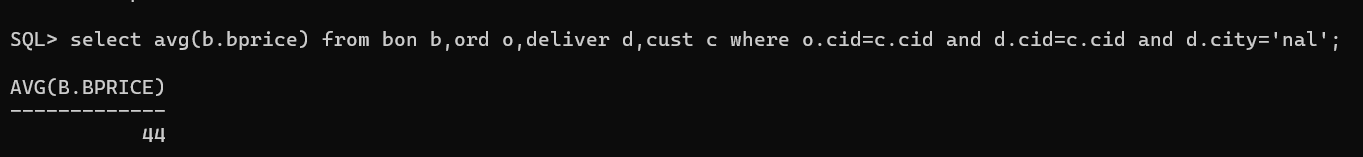 SQL> select avg(b.bprice) from bon b,ord o,deliver d,cust c where o.cid=c.cid and d.cid=c.cid and d.city='nal';
AVG(B.BPRICE)
-------------
44